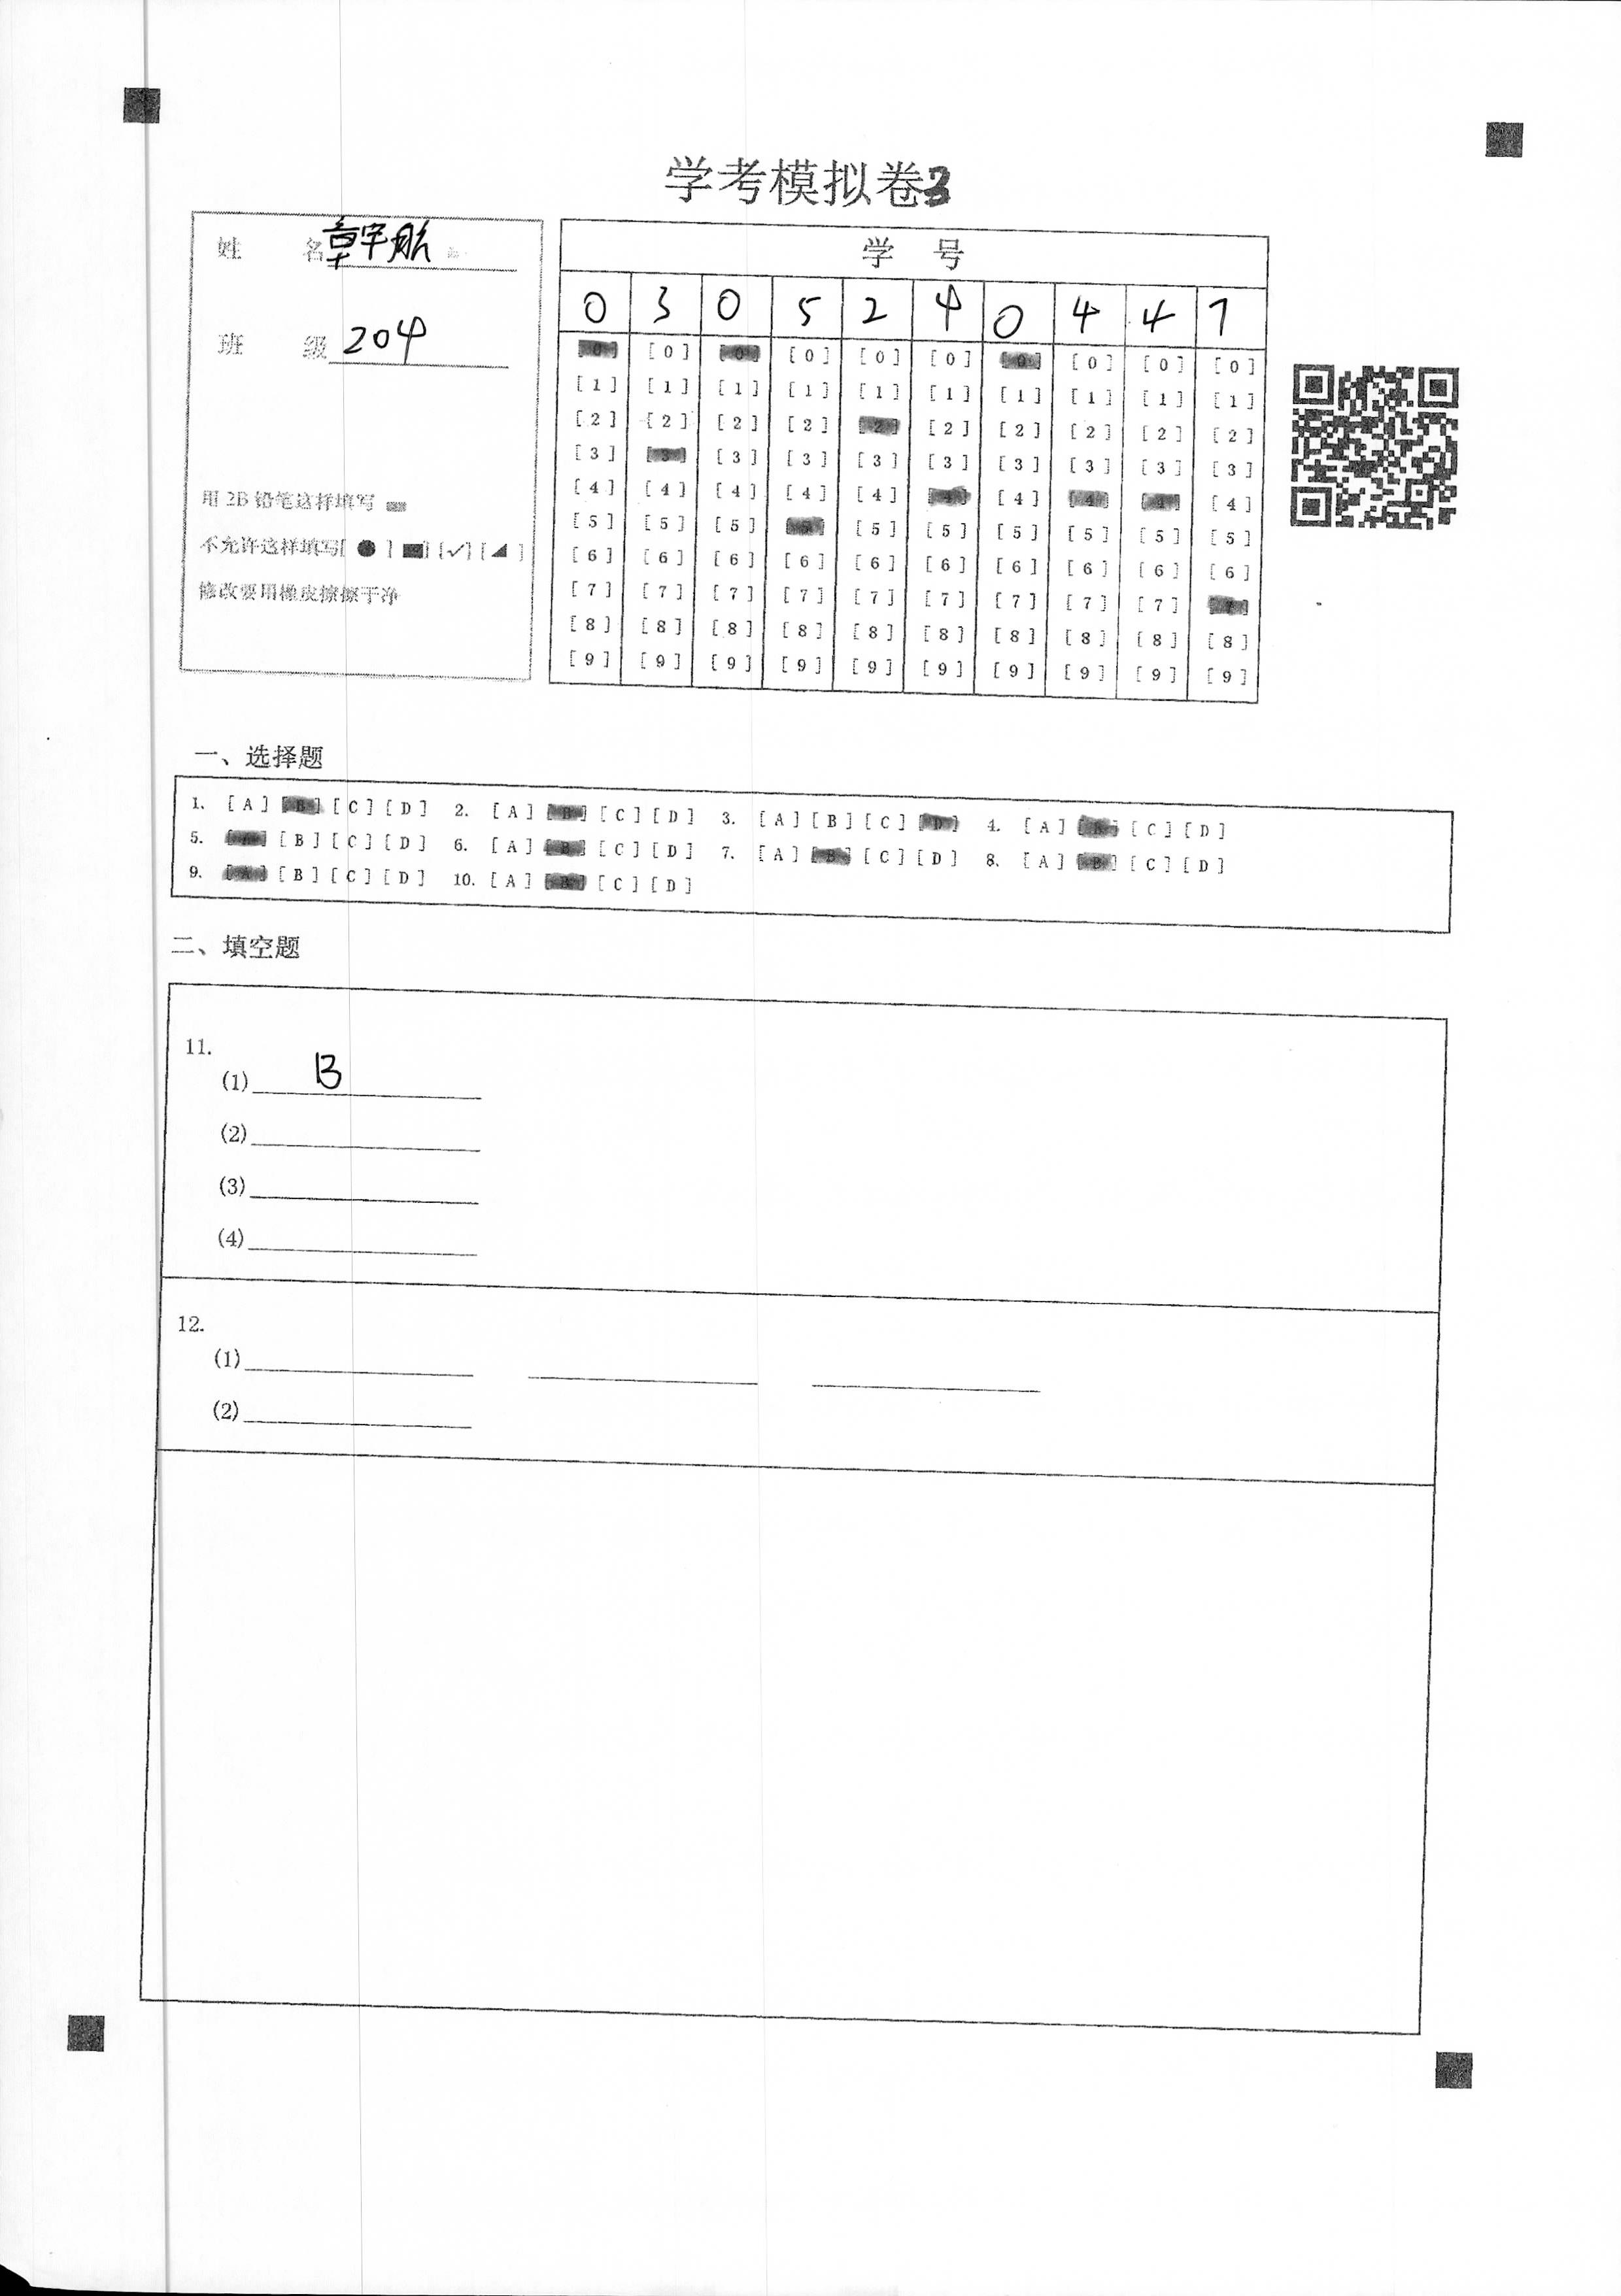 学考模拟卷3
姓 名 章宇航
班 级 204
用 2B 铅笔这样填写
不允许这样填写[ ● ] [✓] [ ]
修改要用橡皮擦擦干净
学 号
0 3 0 5 2 4 0 4 4 7
[0] [0] [0] [0] [0] [0] [0] [0] [0] [0]
[1] [1] [1] [1] [1] [1] [1] [1] [1] [1]
[2] [2] [2] [2] [2] [2] [2] [2] [2] [2]
[3] [3] [3] [3] [3] [3] [3] [3] [3] [3]
[4] [4] [4] [4] [4] [4] [4] [4] [4] [4]
[5] [5] [5] [5] [5] [5] [5] [5] [5] [5]
[6] [6] [6] [6] [6] [6] [6] [6] [6] [6]
[7] [7] [7] [7] [7] [7] [7] [7] [7] [7]
[8] [8] [8] [8] [8] [8] [8] [8] [8] [8]
[9] [9] [9] [9] [9] [9] [9] [9] [9] [9]
一、选择题
1. [A] [B] [C] [D] 2. [A] [B] [C] [D] 3. [A] [B] [C] [D] 4. [A] [B] [C] [D]
5. [A] [B] [C] [D] 6. [A] [B] [C] [D] 7. [A] [B] [C] [D] 8. [A] [B] [C] [D]
9. [A] [B] [C] [D] 10. [A] [B] [C] [D]
二、填空题
11.
(1) B
(2)
(3)
(4)
12.
(1)
(2)